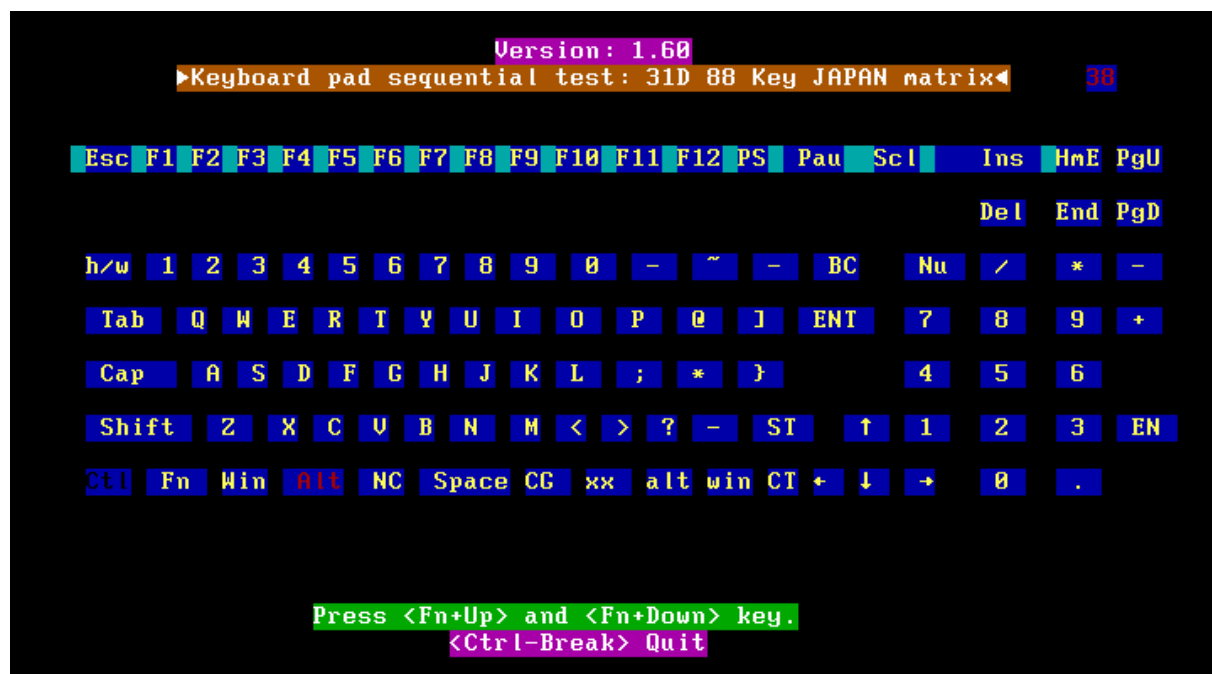 Version: 1.60
►Keyboard pad sequential test: 31D 88 Key JAPAN matrix◄ 38
Esc F1 F2 F3 F4 F5 F6 F7 F8 F9 F10 F11 F12 PS Pau Scl Ins HmE PgU
Del End PgD
h/w 1 2 3 4 5 6 7 8 9 0 - ~ - BC Nu / * -
Tab Q W E R T Y U I O P @ ] ENT 7 8 9 +
Cap A S D F G H J K L ; * } 4 5 6
Shift Z X C V B N M < > ? - ST ↑ 1 2 3 EN
Ctl Fn Win Alt NC Space CG xx alt win CT ← ↓ → 0 .
Press <Fn+Up> and <Fn+Down> key.
<Ctrl-Break> Quit